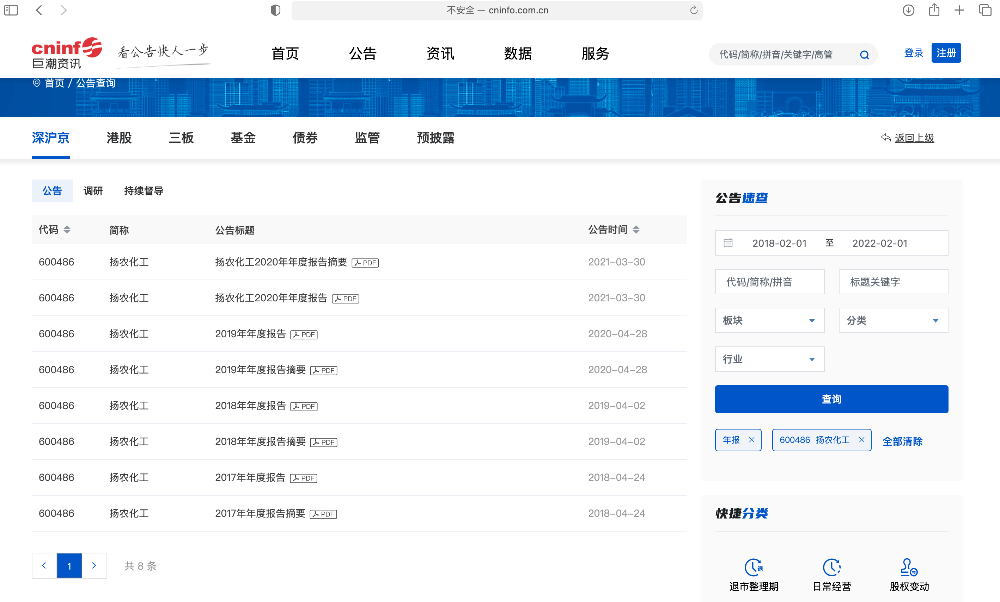 不安全 — cninfo.com.cn
cninf
巨潮资讯
看公告快人一步
首页 公告 资讯 数据 服务
代码/简称/拼音/关键字/高管
登录 注册
首页 / 公告查询
深沪京 港股 三板 基金 债券 监管 预披露
返回上级
公告 调研 持续督导
代码 简称 公告标题 公告时间
600486 扬农化工 扬农化工2020年年度报告摘要 PDF 2021-03-30
600486 扬农化工 扬农化工2020年年度报告 PDF 2021-03-30
600486 扬农化工 2019年年度报告 PDF 2020-04-28
600486 扬农化工 2019年年度报告摘要 PDF 2020-04-28
600486 扬农化工 2018年年度报告 PDF 2019-04-02
600486 扬农化工 2018年年度报告摘要 PDF 2019-04-02
600486 扬农化工 2017年年度报告 PDF 2018-04-24
600486 扬农化工 2017年年度报告摘要 PDF 2018-04-24
1
共 8 条
公告速查
2018-02-01 至 2022-02-01
代码/简称/拼音 标题关键字
板块 分类
行业
查询
年报 × 600486 扬农化工 × 全部清除
快捷分类
退
退市整理期 日常经营 股权变动